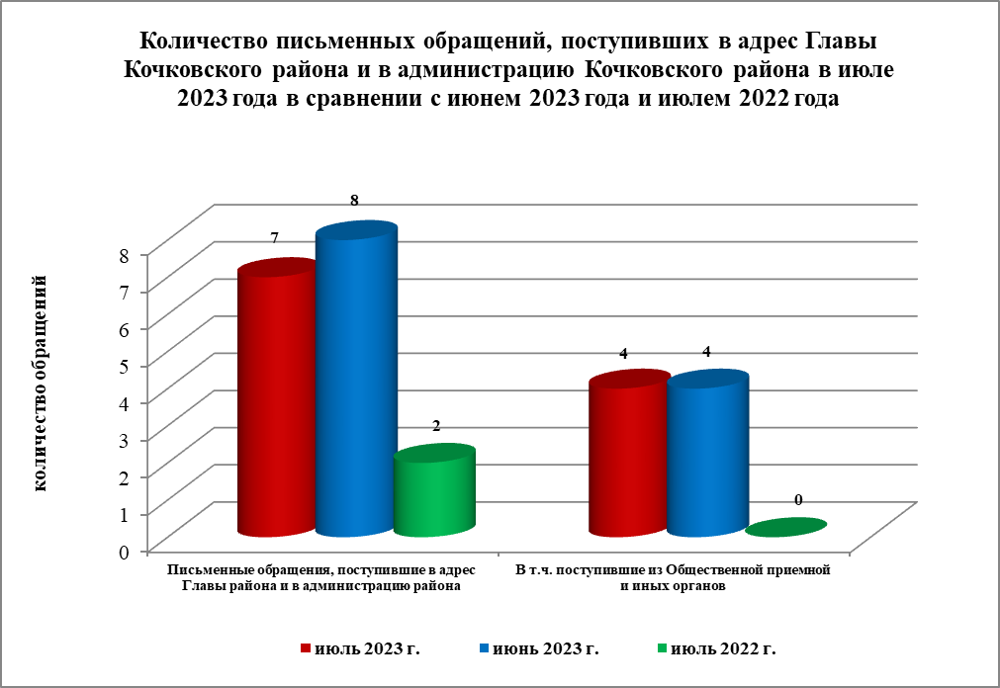 Количество письменных обращений, поступивших в адрес Главы
Кочковского района и в администрацию Кочковского района в июле
2023 года в сравнении с июнем 2023 года и июлем 2022 года
количество обращений
8
7
6
5
4
3
2
1
0
7
8
2
4
4
0
Письменные обращения, поступившие в адрес
Главы района и в администрацию района
В т.ч. поступившие из Общественной приемной
и иных органов
июль 2023 г.
июнь 2023 г.
июль 2022 г.